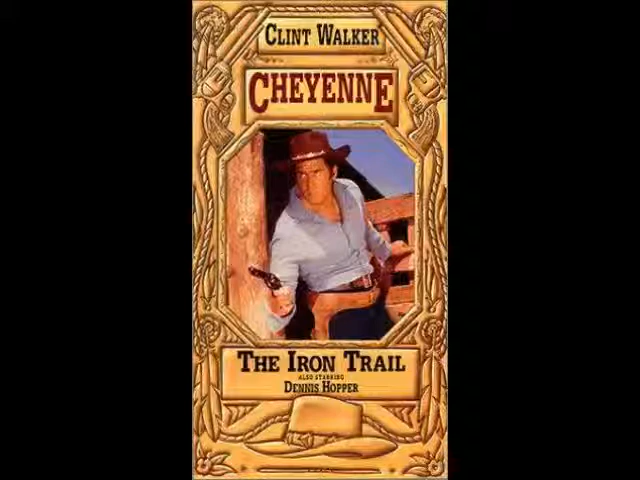 CLINT WALKER
CHEYENNE
THE IRON TRAIL
ALSO STARRING
DENNIS HOPPER